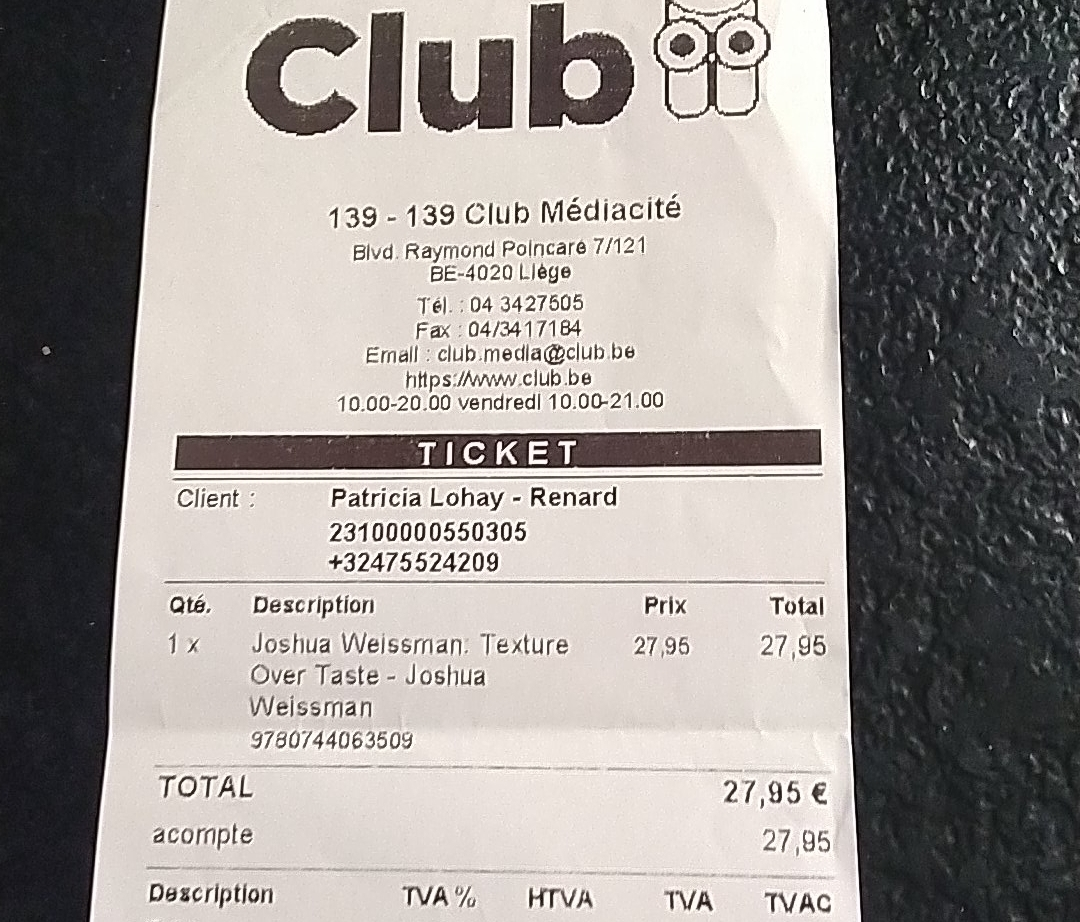 Club
139 - 139 Club Médiacité
Blvd. Raymond Poincaré 7/121
BE-4020 Liège
Tél. : 04 3427505
Fax : 04/3417184
Email : club.media@club.be
https://www.club.be
10.00-20.00 vendredi 10.00-21.00
TICKET
Client : Patricia Lohay - Renard
23100000550305
+32475524209
Qté. Description Prix Total
1 x Joshua Weissman: Texture 27,95 27,95
Over Taste - Joshua
Weissman
9780744063509
TOTAL 27,95 €
acompte 27,95
Description TVA % HTVA TVA TVAC